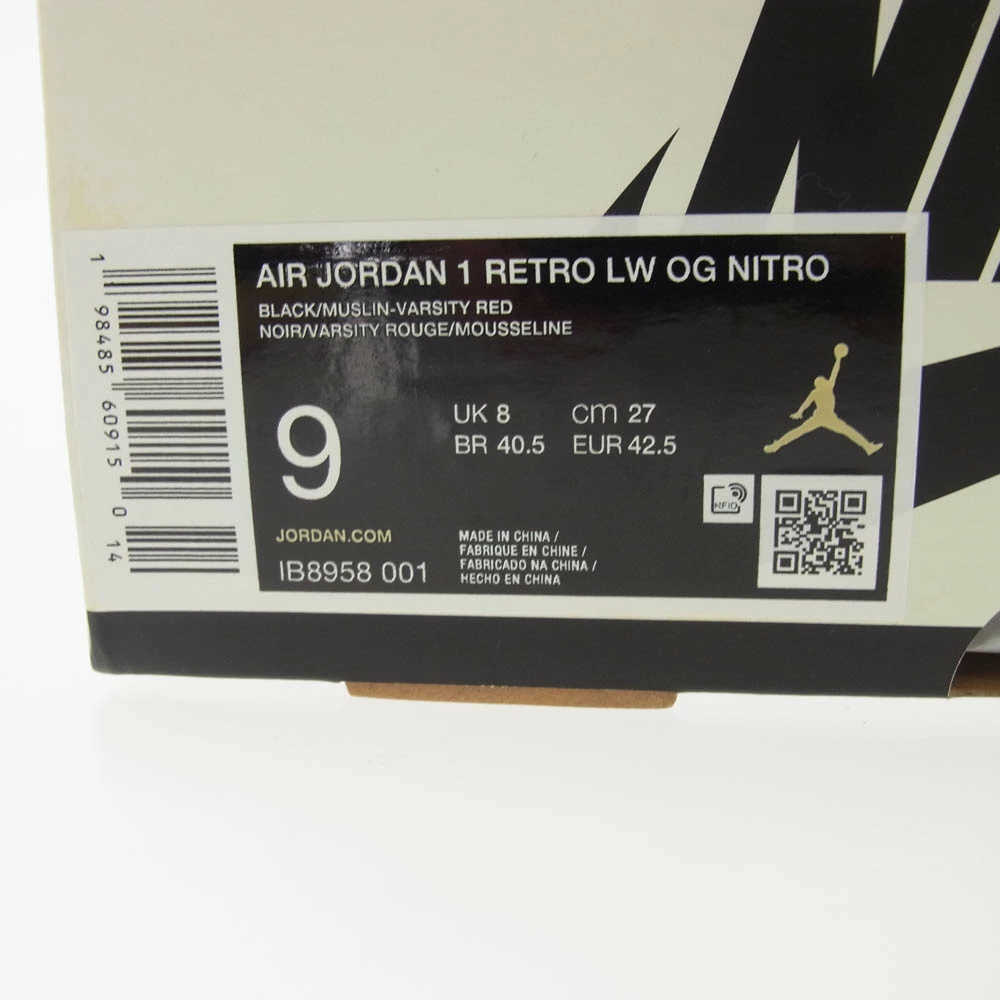 AIR JORDAN 1 RETRO LW OG NITRO
BLACK/MUSLIN-VARSITY RED
NOIR/VARSITY ROUGE/MOUSSELINE
9
UK 8 cm 27
BR 40.5 EUR 42.5
JORDAN.COM
IB8958 001
MADE IN CHINA /
FABRIQUE EN CHINE /
FABRICADO NA CHINA /
HECHO EN CHINA
RFID
1 98485 60915 0 14